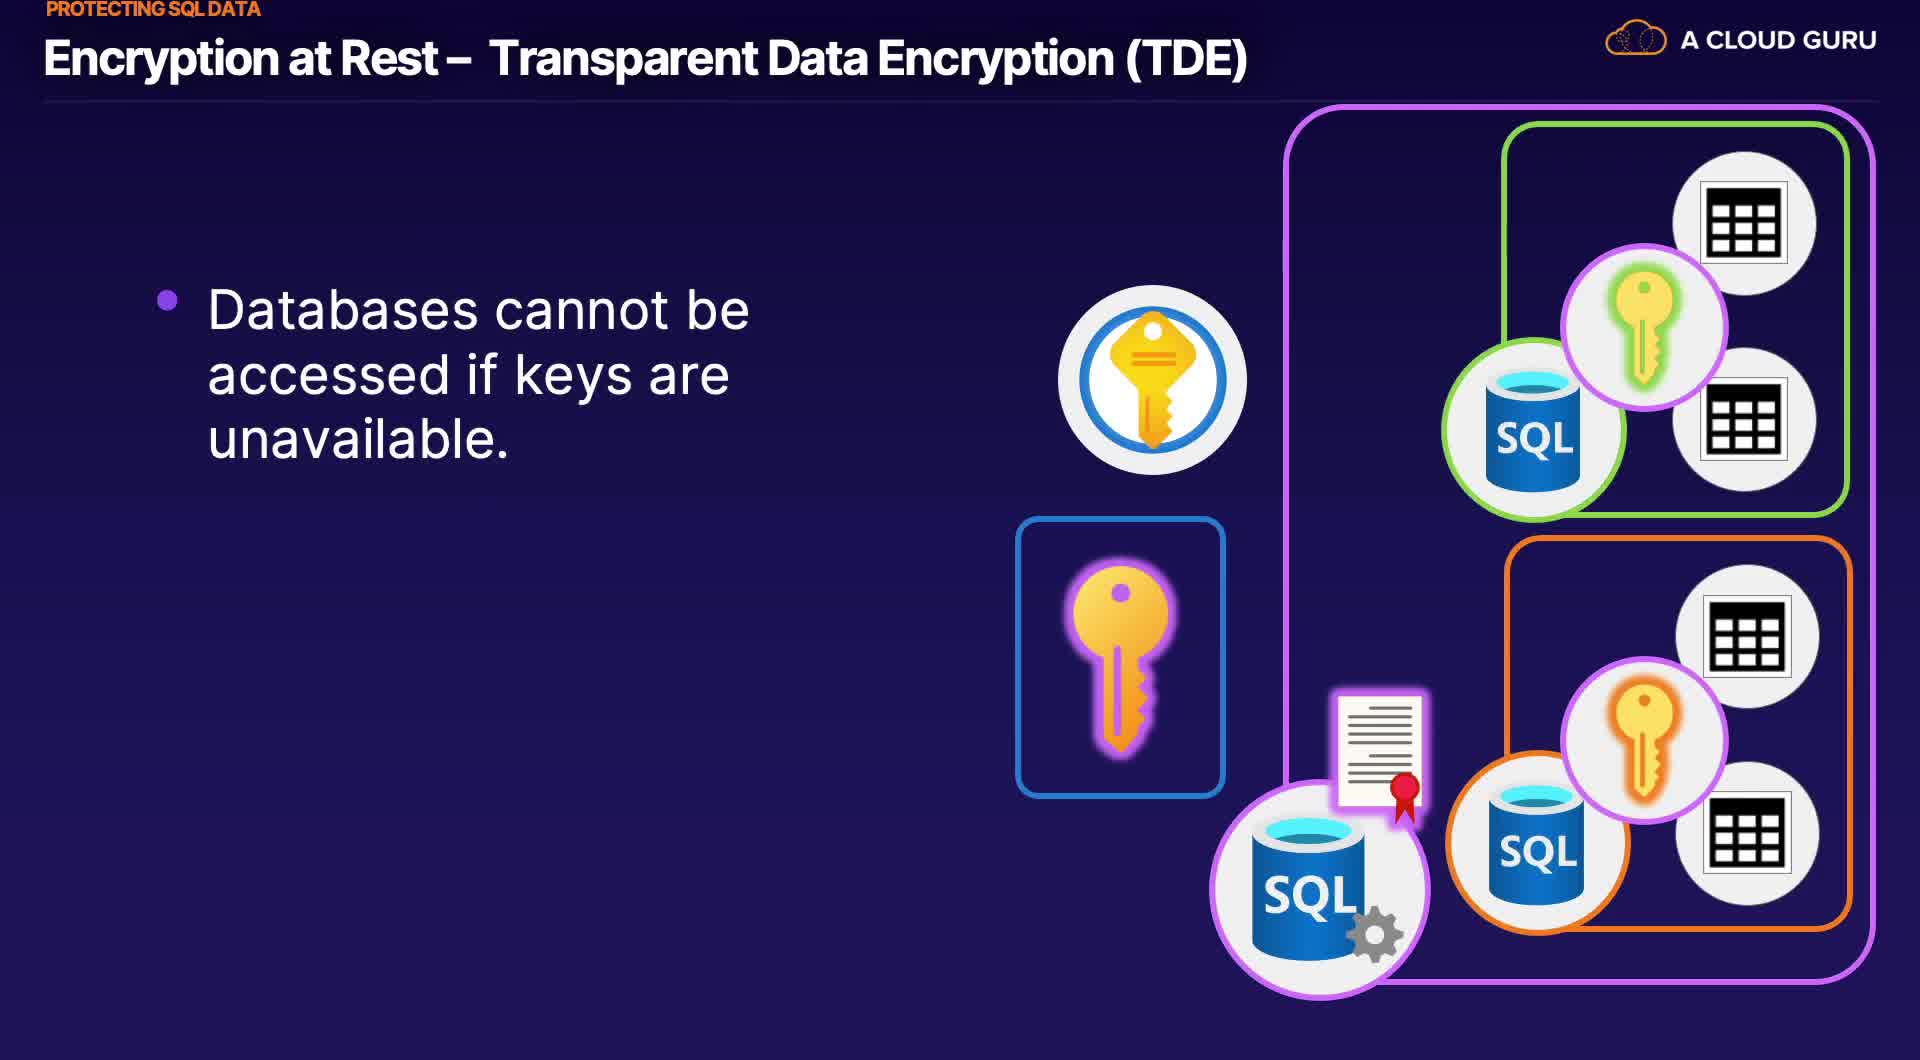 PROTECTING SQL DATA
Encryption at Rest – Transparent Data Encryption (TDE)
A CLOUD GURU
• Databases cannot be
accessed if keys are
unavailable.
SQL
SQL
SQL